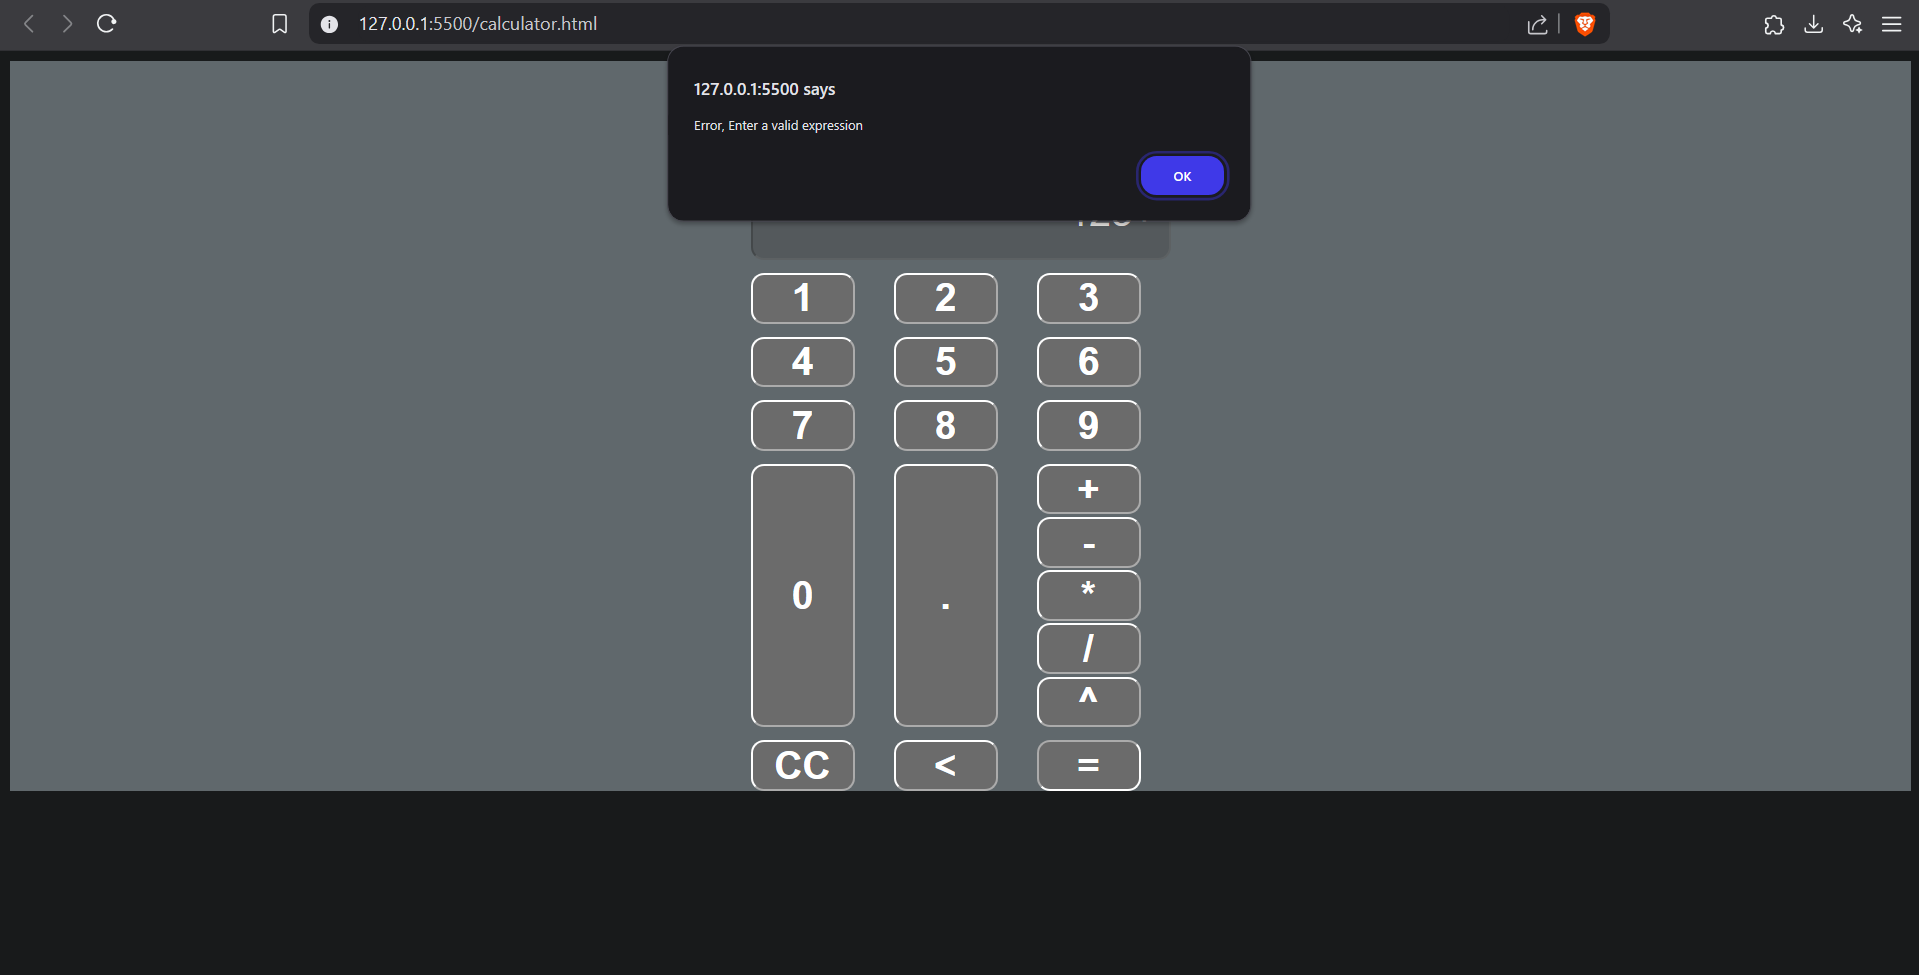 127.0.0.1:5500/calculator.html
127.0.0.1:5500 says
Error, Enter a valid expression
OK
1 2 3
4 5 6
7 8 9
+
-
0 . *
/
^
CC < =